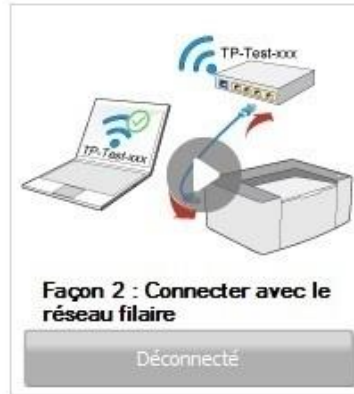 TP-Test-xxx
TP-Test-xxx
Façon 2 : Connecter avec le
réseau filaire
Déconnecté